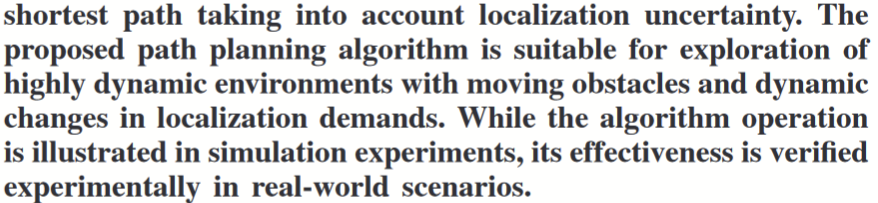 shortest path taking into account localization uncertainty. The
proposed path planning algorithm is suitable for exploration of
highly dynamic environments with moving obstacles and dynamic
changes in localization demands. While the algorithm operation
is illustrated in simulation experiments, its effectiveness is verified
experimentally in real-world scenarios.